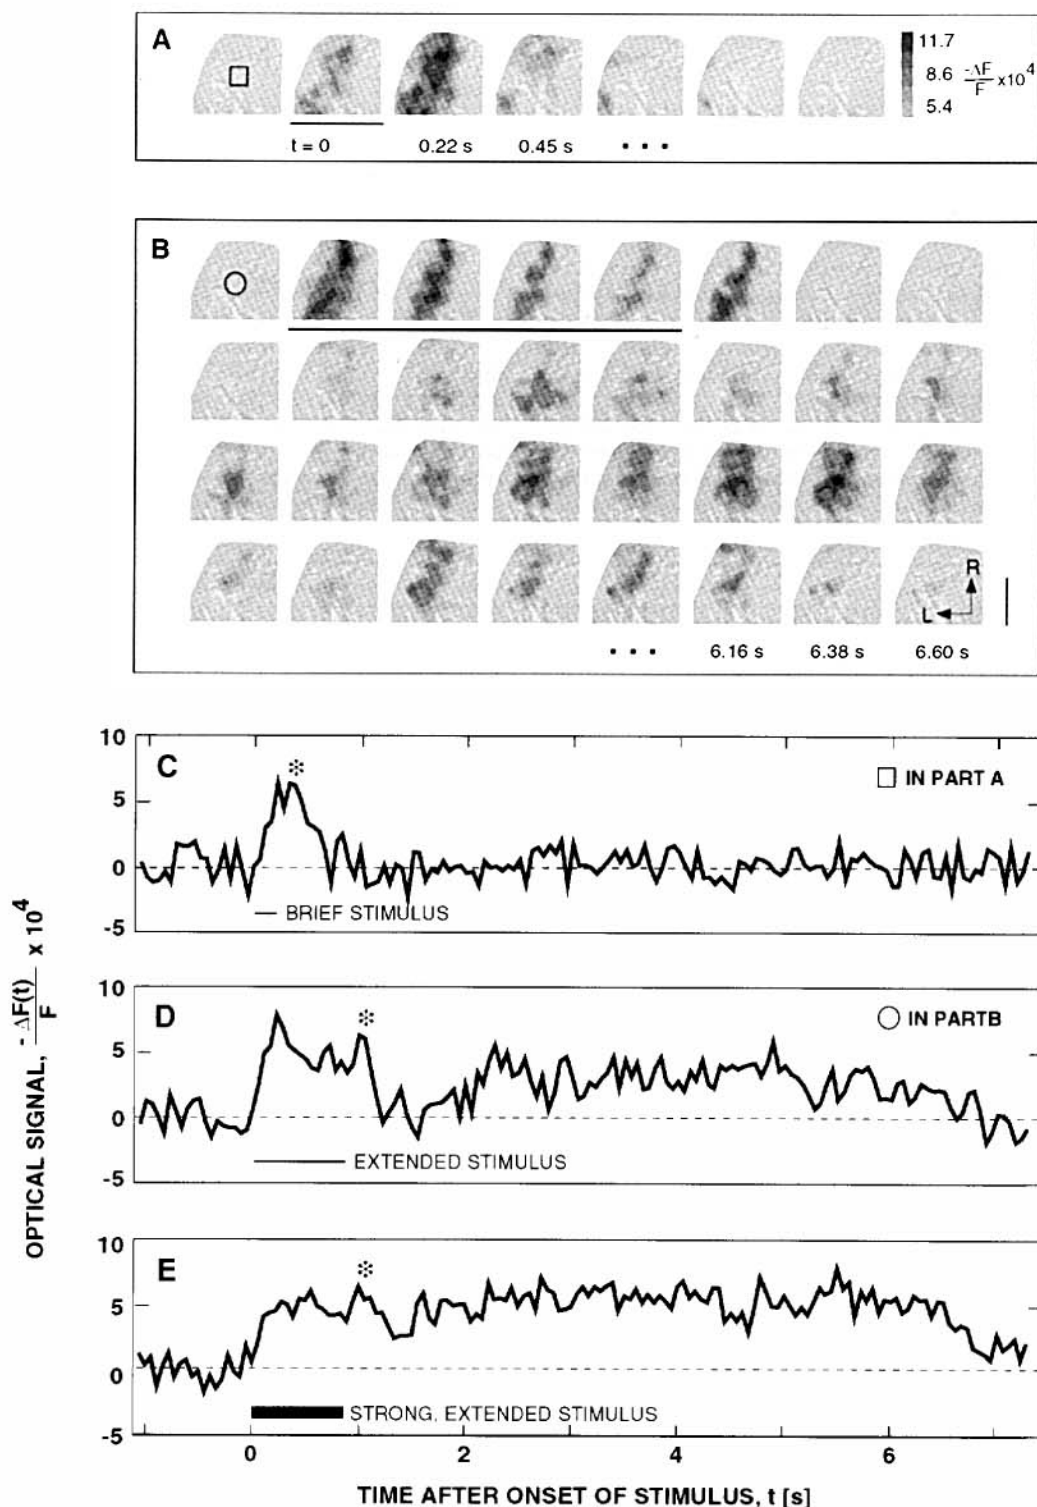 A
11.7
8.6
5.4
-ΔF/F x10⁴
t = 0
0.22 s
0.45 s
• • •
B
R
L
• • •
6.16 s
6.38 s
6.60 s
OPTICAL SIGNAL, -ΔF(t)/F x 10⁴
10
5
0
-5
C
*
□ IN PART A
BRIEF STIMULUS
10
5
0
-5
D
*
○ IN PARTB
EXTENDED STIMULUS
10
5
0
-5
E
*
STRONG, EXTENDED STIMULUS
0
2
4
6
TIME AFTER ONSET OF STIMULUS, t [s]